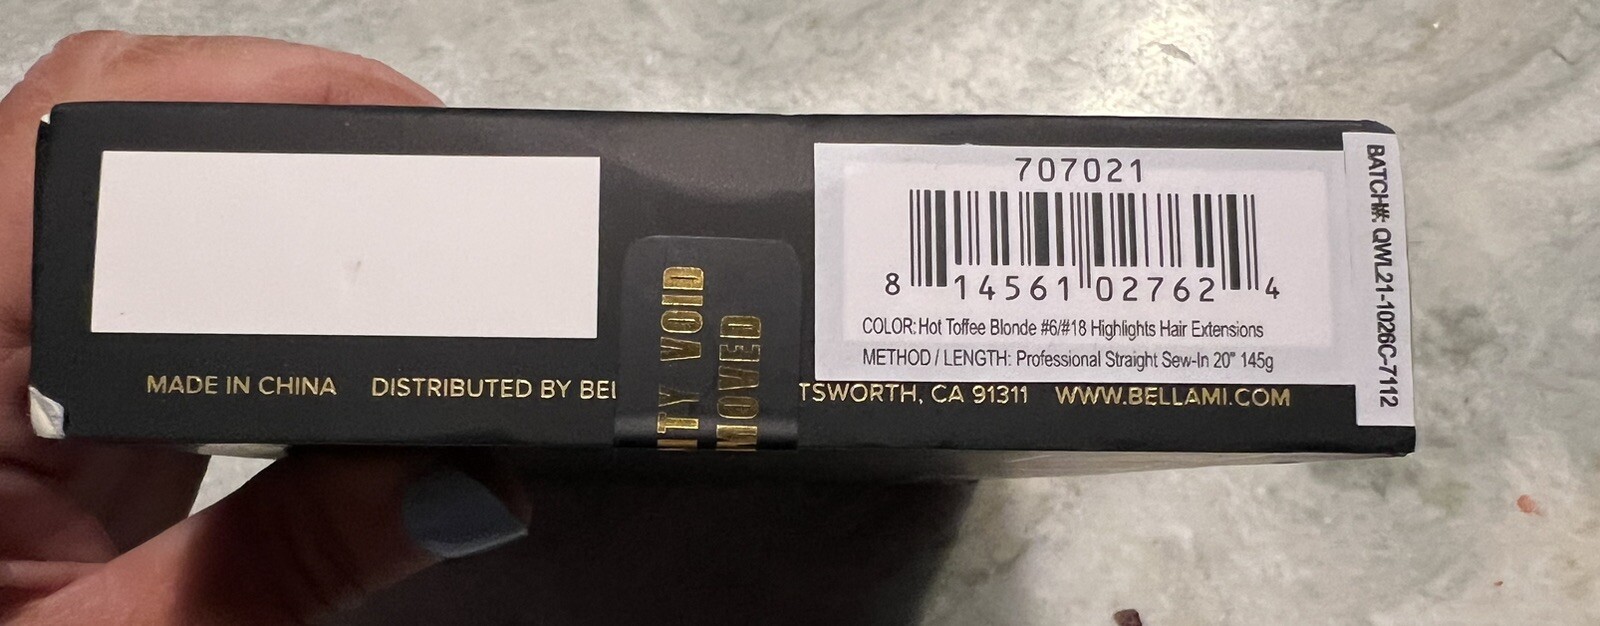 707021
8 14561 02762 4
COLOR: Hot Toffee Blonde #6/#18 Highlights Hair Extensions
METHOD / LENGTH: Professional Straight Sew-In 20" 145g
BATCH#: QWL21-1026C-7112
ITY VOID
MOVED
MADE IN CHINA DISTRIBUTED BY BEL TSWORTH, CA 91311 WWW.BELLAMI.COM